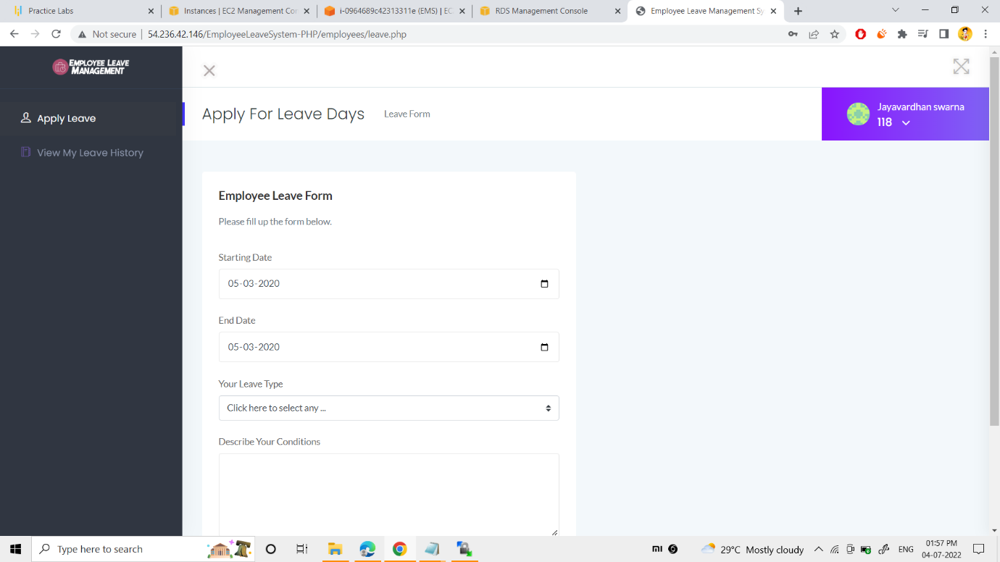 Practice Labs
Instances | EC2 Management Con
i-0964689c42313311e (EMS) | EC
RDS Management Console
Employee Leave Management Sy
Not secure | 54.236.42.146/EmployeeLeaveSystem-PHP/employees/leave.php
EMPLOYEE LEAVE
MANAGEMENT
Apply Leave
View My Leave History
Apply For Leave Days
Leave Form
Jayavardhan swarna
118
Employee Leave Form
Please fill up the form below.
Starting Date
05-03-2020
End Date
05-03-2020
Your Leave Type
Click here to select any ...
Describe Your Conditions
Type here to search
29°C Mostly cloudy
ENG
01:57 PM
04-07-2022